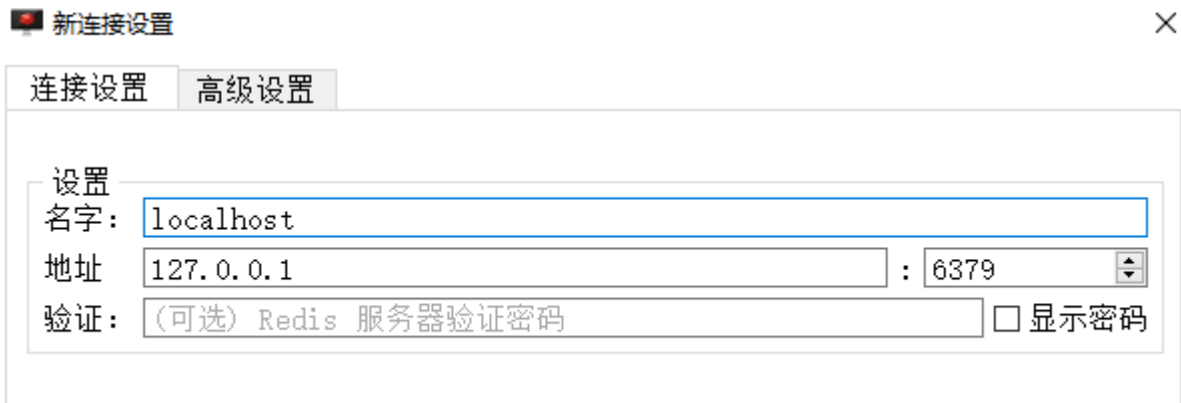 新连接设置
连接设置 高级设置
设置
名字: localhost
地址 127.0.0.1 : 6379
验证: (可选) Redis 服务器验证密码 显示密码